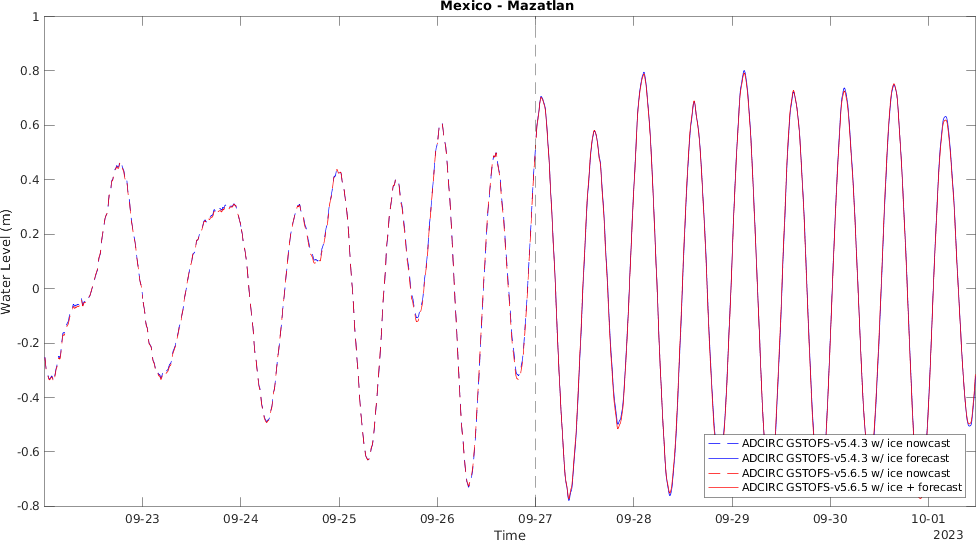 Mexico - Mazatlan
1
0.8
0.6
0.4
0.2
0
-0.2
-0.4
-0.6
-0.8
Water Level (m)
ADCIRC GSTOFS-v5.4.3 w/ ice nowcast
ADCIRC GSTOFS-v5.4.3 w/ ice forecast
ADCIRC GSTOFS-v5.6.5 w/ ice nowcast
ADCIRC GSTOFS-v5.6.5 w/ ice + forecast
09-23 09-24 09-25 09-26 09-27 09-28 09-29 09-30 10-01
Time
2023